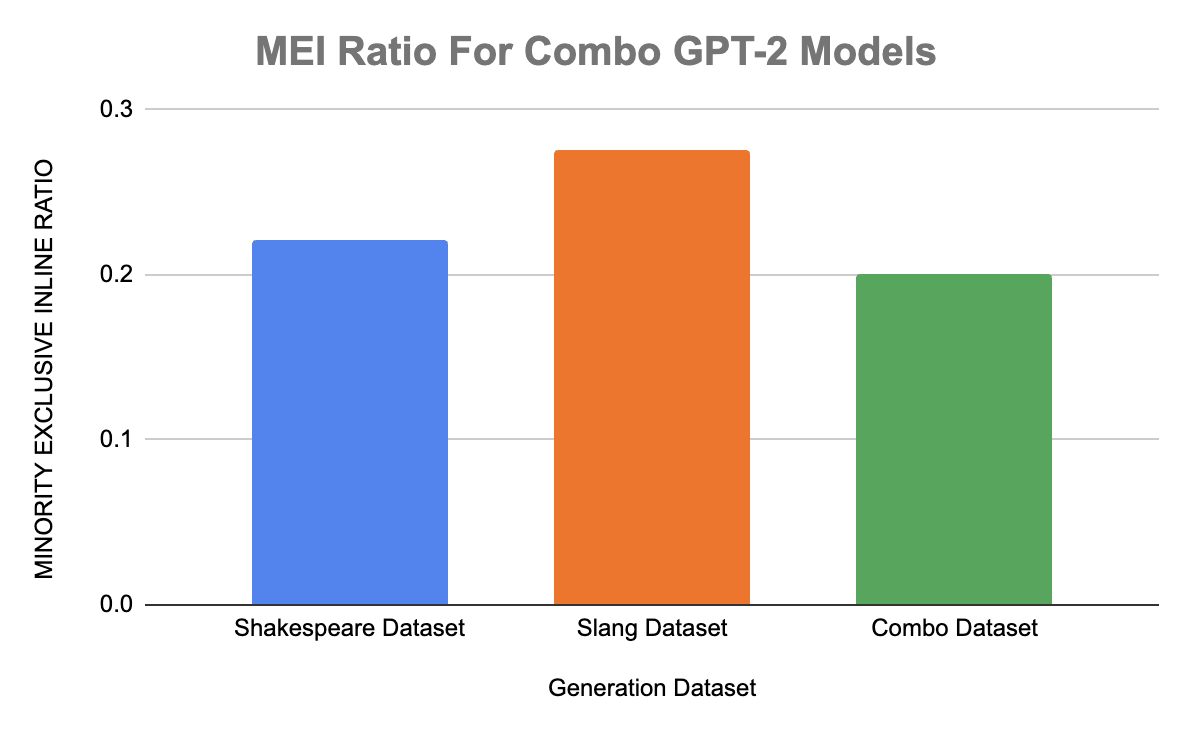 MEI Ratio For Combo GPT-2 Models
MINORITY EXCLUSIVE INLINE RATIO
0.3
0.2
0.1
0.0
Shakespeare Dataset
Slang Dataset
Combo Dataset
Generation Dataset